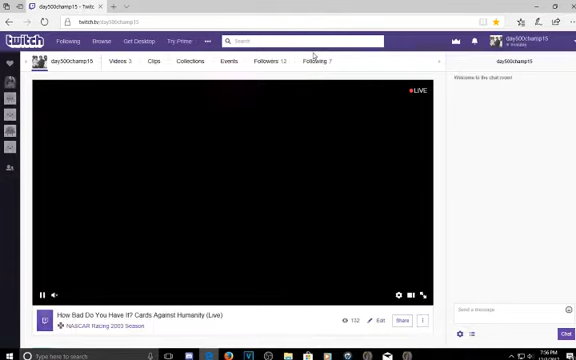 day500champ15 - Twitc
twitch.tv/day500champ15
twitch Following Browse Get Desktop Try Prime Search day500champ15
day500champ15 Videos 3 Clips Collections Events Followers 12 Following 7 day500champ15
Welcome to the chat room!
LIVE
How Bad Do You Have It? Cards Against Humanity (Live)
NASCAR Racing 2003 Season
132 Edit Share
Send a message
Chat
Type here to search
7:56 PM